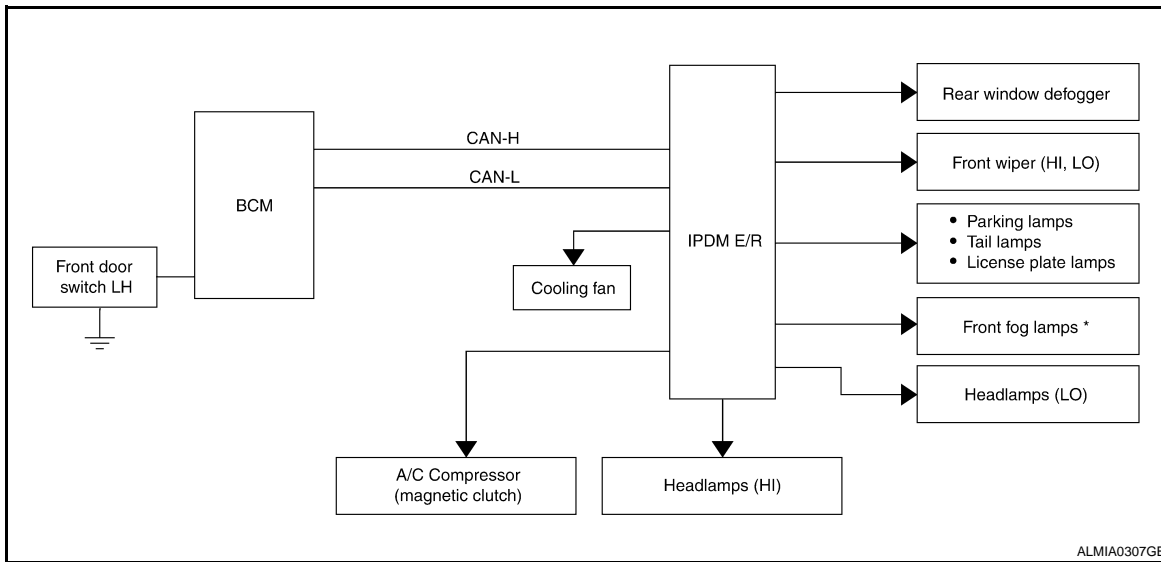 CAN-H
CAN-L
BCM
Front door
switch LH
IPDM E/R
Cooling fan
A/C Compressor
(magnetic clutch)
Headlamps (HI)
Rear window defogger
Front wiper (HI, LO)
• Parking lamps
• Tail lamps
• License plate lamps
Front fog lamps *
Headlamps (LO)
ALMIA0307GB